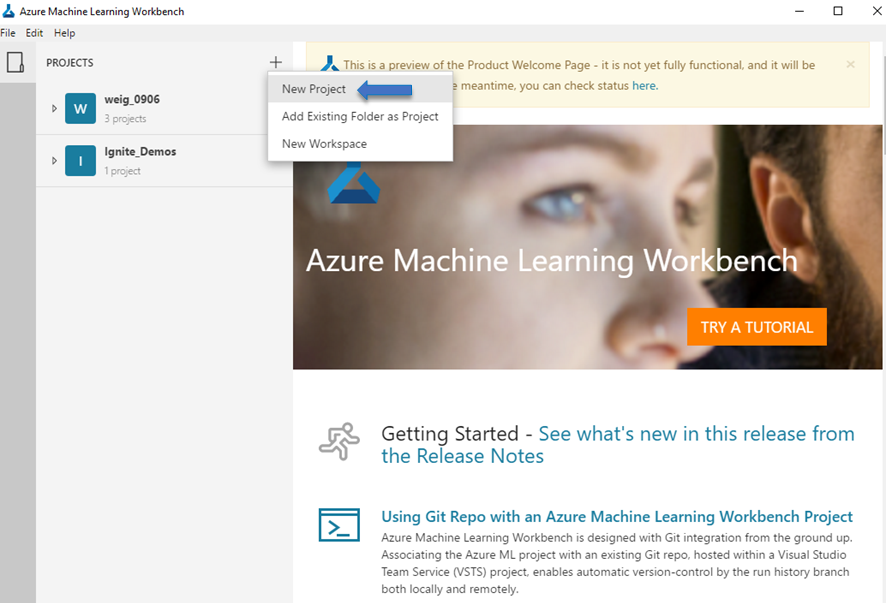 Azure Machine Learning Workbench
File Edit Help
PROJECTS
W
weig_0906
3 projects
I
Ignite_Demos
1 project
New Project
Add Existing Folder as Project
New Workspace
This is a preview of the Product Welcome Page - it is not yet fully functional, and it will be
meantime, you can check status here.
Azure Machine Learning Workbench
TRY A TUTORIAL
Getting Started - See what's new in this release from
the Release Notes
Using Git Repo with an Azure Machine Learning Workbench Project
Azure Machine Learning Workbench is designed with Git integration from the ground up.
Associating the Azure ML project with an existing Git repo, hosted within a Visual Studio
Team Service (VSTS) project, enables automatic version-control by the run history branch
both locally and remotely.